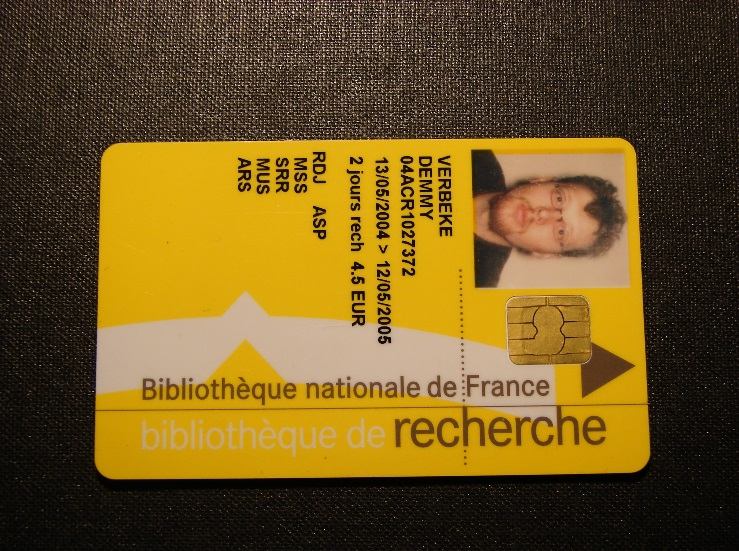 VERBEKE
DEMMY
04ACR1027372
13/05/2004 > 12/05/2005
2 jours rech 4.5 EUR
RDJ ASP
MSS
SRR
MUS
ARS
Bibliothèque nationale de France
bibliothèque de recherche